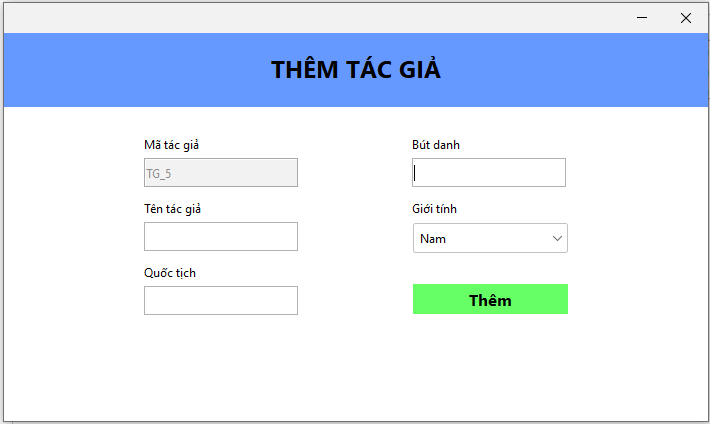 THÊM TÁC GIẢ
Mã tác giả
Bút danh
TG_5
Tên tác giả
Giới tính
Nam
Quốc tịch
Thêm